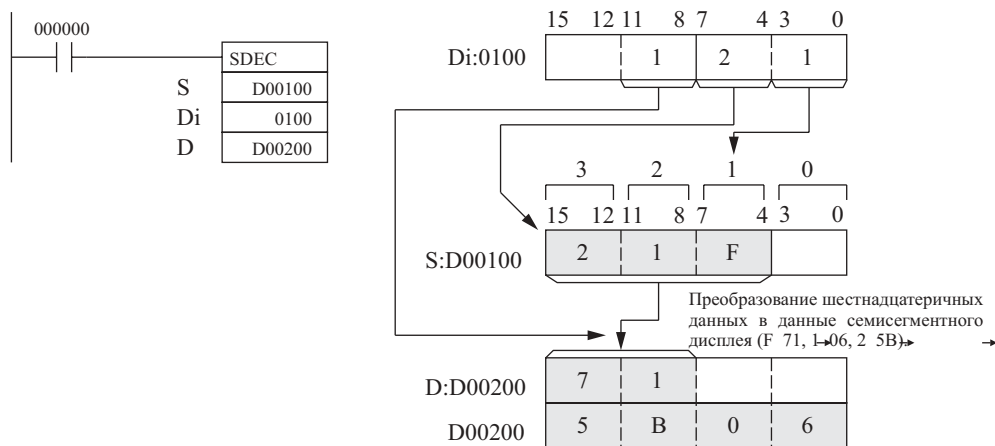 000000
SDEC
S D00100
Di 0100
D D00200
15 12 11 8 7 4 3 0
Di:0100 1 2 1
3 2 1 0
15 12 11 8 7 4 3 0
S:D00100 2 1 F
Преобразование шестнадцатеричных
данных в данные семисегментного
дисплея (F 71, 1→06, 2 5B)→ →
D:D00200 7 1
D00200 5 B 0 6